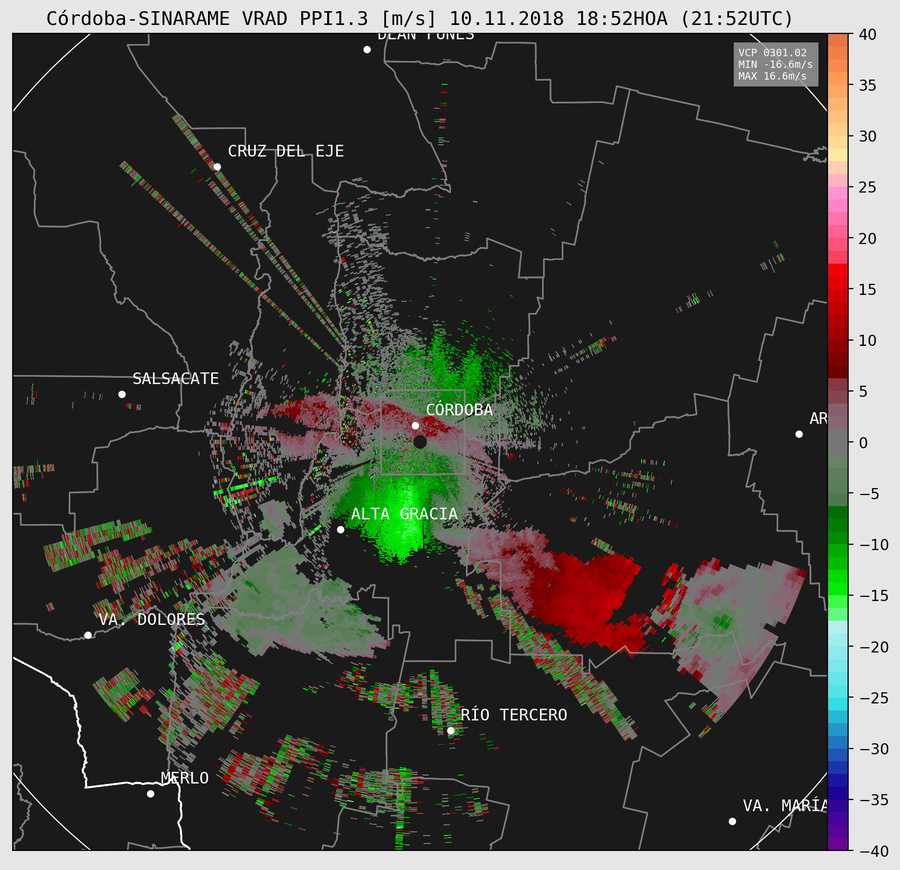 Córdoba-SINARAME VRAD PPI1.3 [m/s] 10.11.2018 18:52HOA (21:52UTC)
DEÁN FUNES
VCP 0301.02
MIN -16.6m/s
MAX 16.6m/s
CRUZ DEL EJE
SALSACATE
CÓRDOBA
AR
ALTA GRACIA
VA. DOLORES
RÍO TERCERO
MERLO
VA. MARÍA
40
35
30
25
20
15
10
5
0
−5
−10
−15
−20
−25
−30
−35
−40